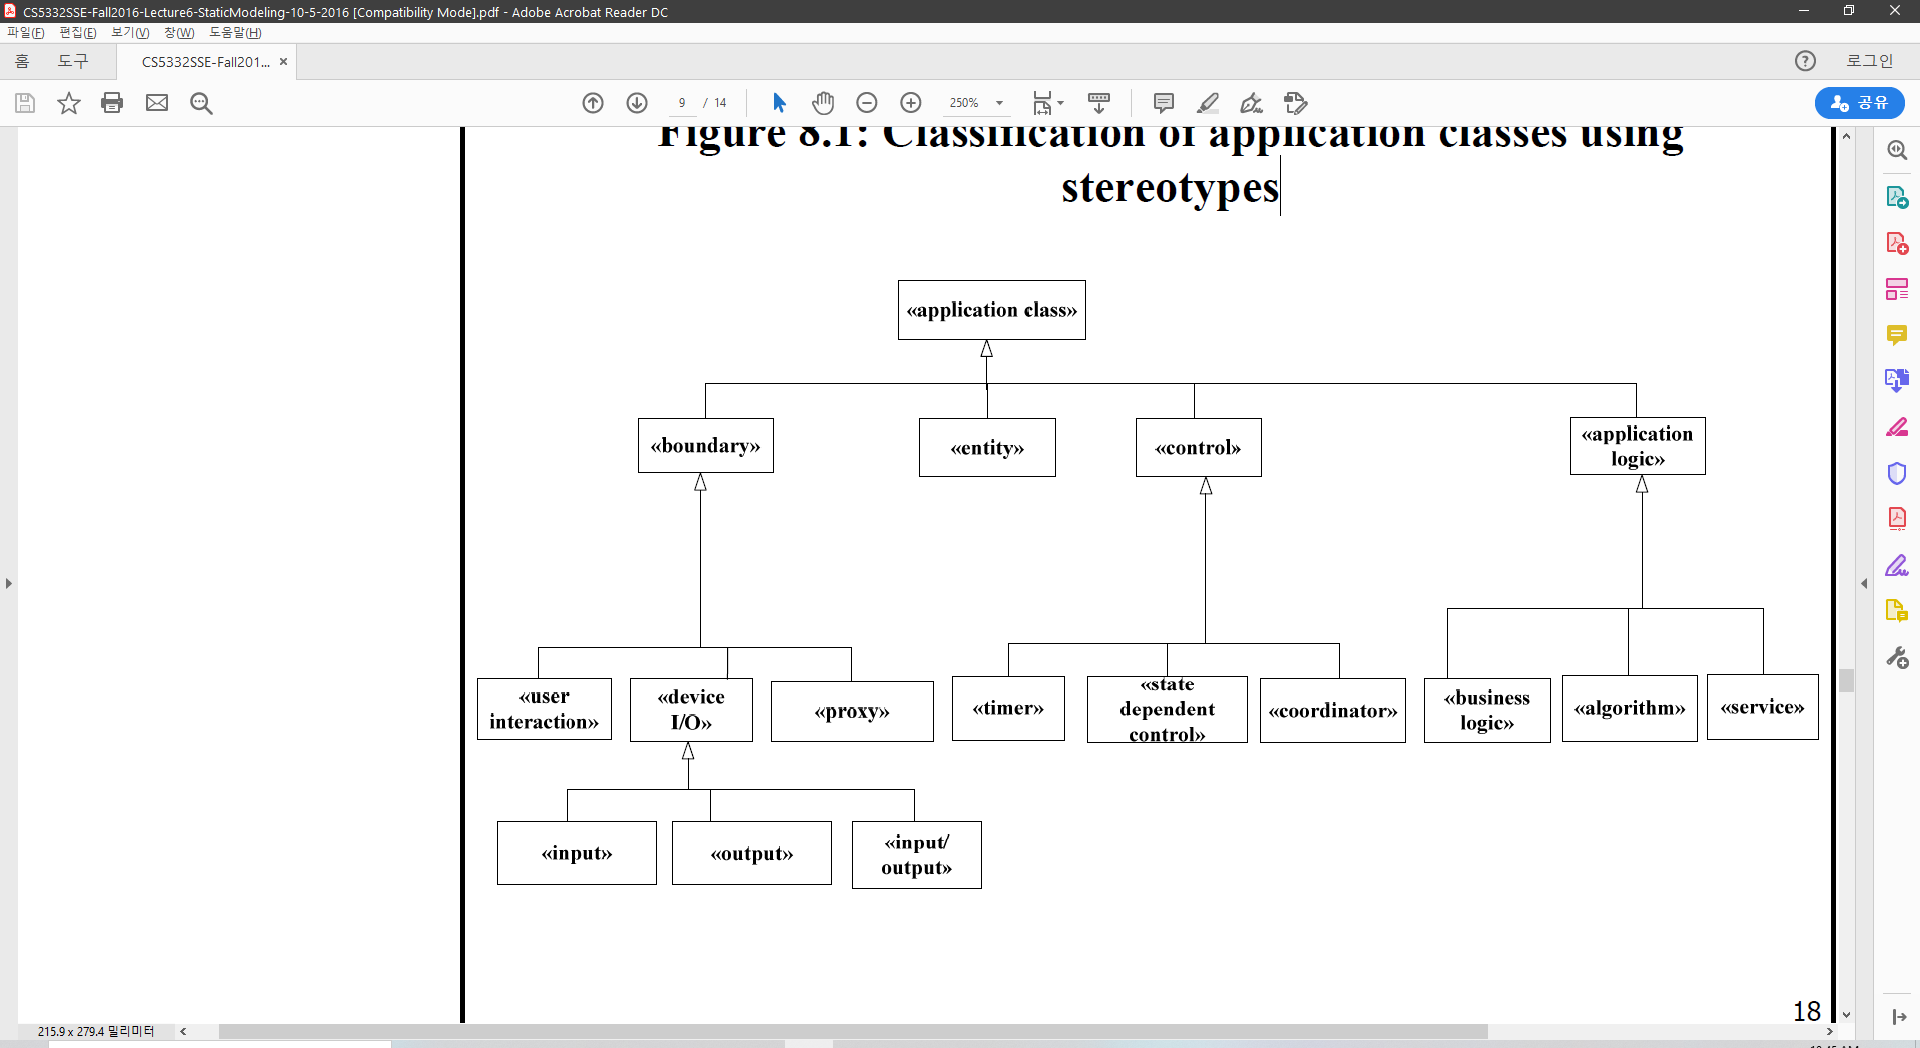 CS5332SSE-Fall2016-Lecture6-StaticModeling-10-5-2016 [Compatibility Mode].pdf - Adobe Acrobat Reader DC
파일(F) 편집(E) 보기(V) 창(W) 도움말(H)
홈 도구 CS5332SSE-Fall201... × 로그인
9 / 14 250% 공유
Figure 8.1: Classification of application classes using
stereotypes
«application class»
«boundary» «entity» «control» «application
logic»
«user
interaction»
«device
I/O»
«proxy»
«timer»
«state
dependent
control»
«coordinator»
«business
logic»
«algorithm»
«service»
«input»
«output»
«input/
output»
18
215.9 x 279.4 밀리미터